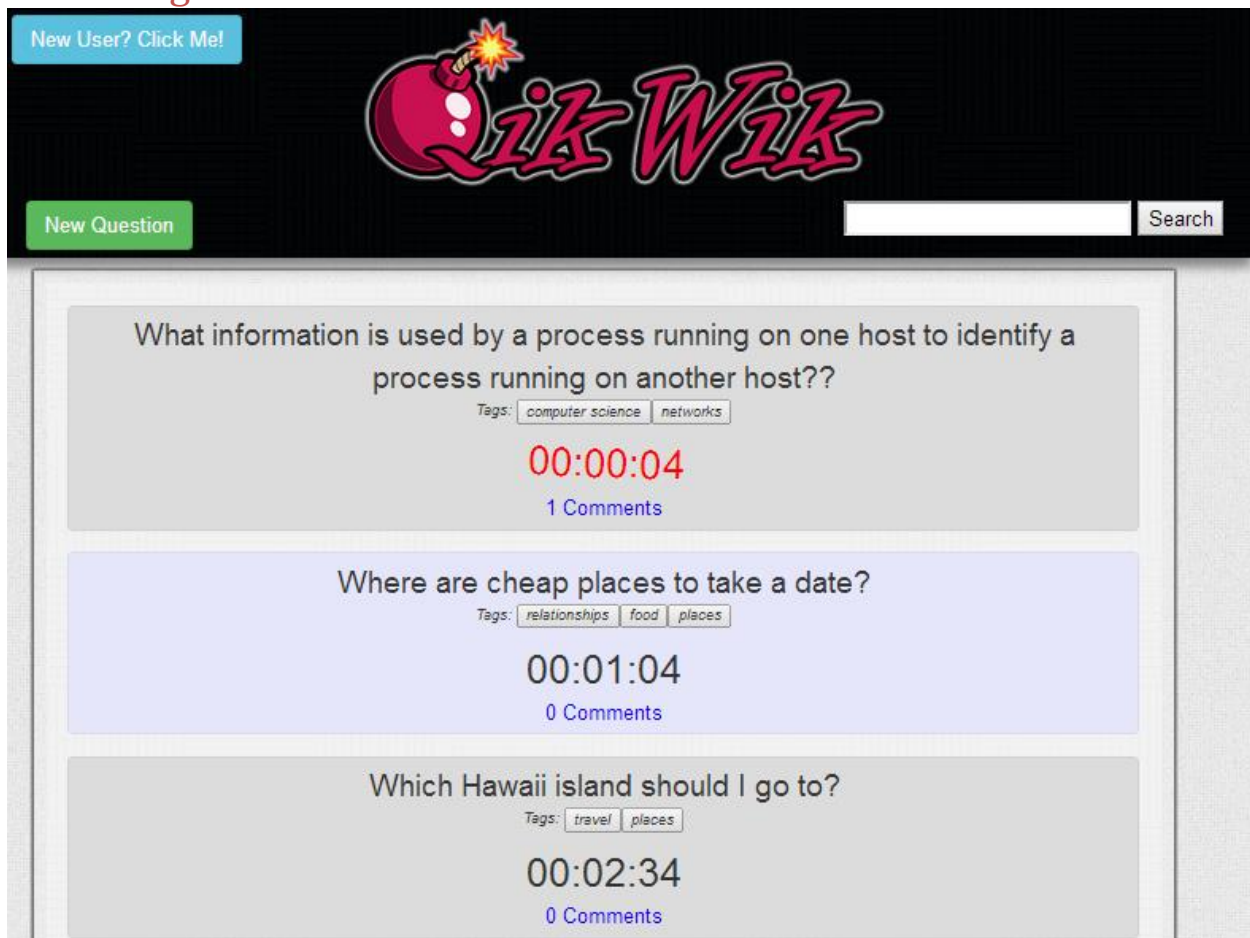 New User? Click Me!
Qik Wik
New Question
Search
What information is used by a process running on one host to identify a
process running on another host??
Tags: computer science networks
00:00:04
1 Comments
Where are cheap places to take a date?
Tags: relationships food places
00:01:04
0 Comments
Which Hawaii island should I go to?
Tags: travel places
00:02:34
0 Comments